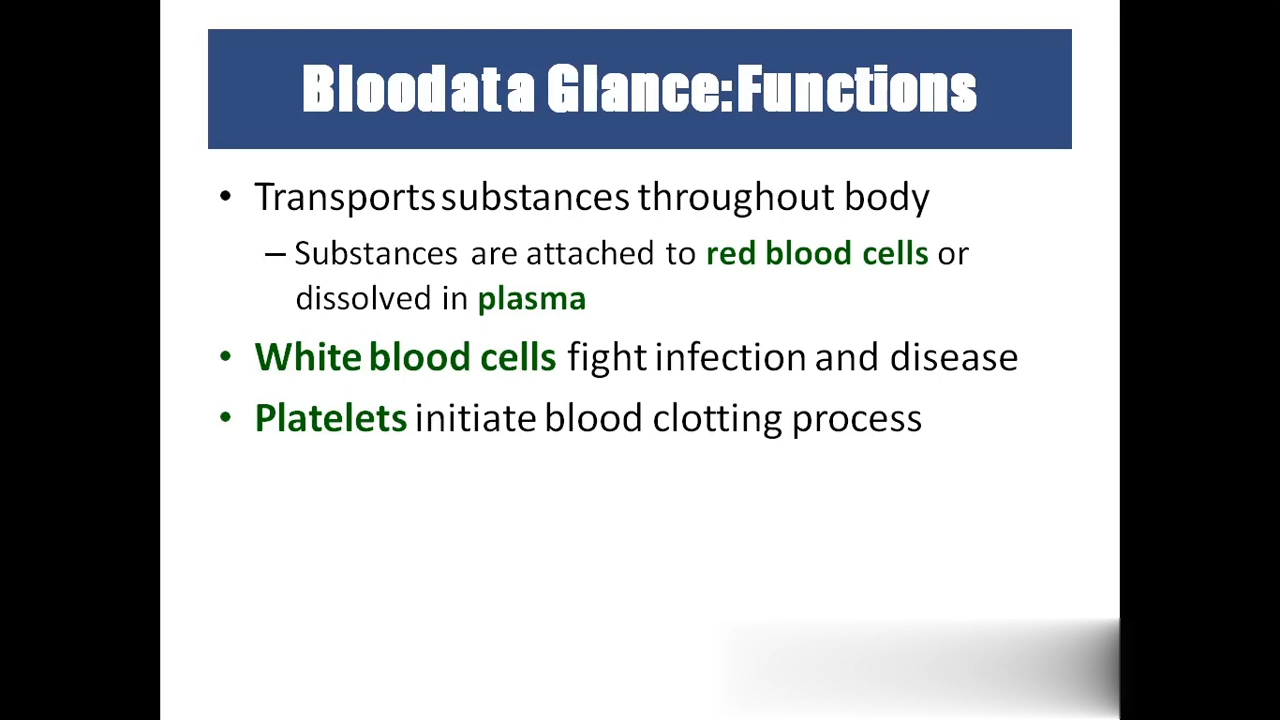 Blood at a Glance: Functions
• Transports substances throughout body
– Substances are attached to red blood cells or
dissolved in plasma
• White blood cells fight infection and disease
• Platelets initiate blood clotting process